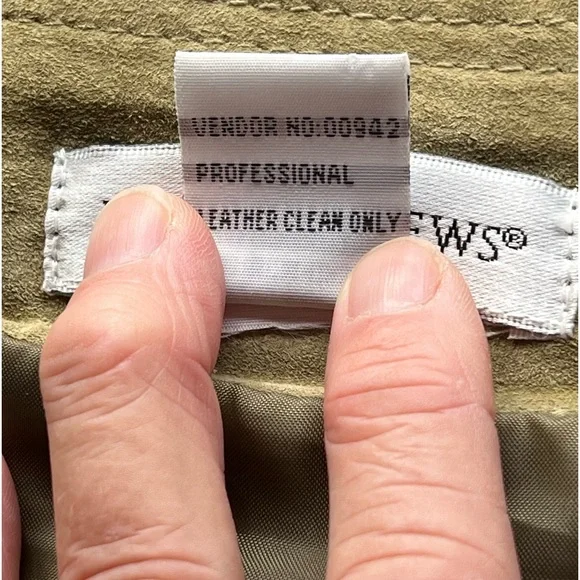 VENDOR NO:00942
PROFESSIONAL
LEATHER CLEAN ONLY
EWS®